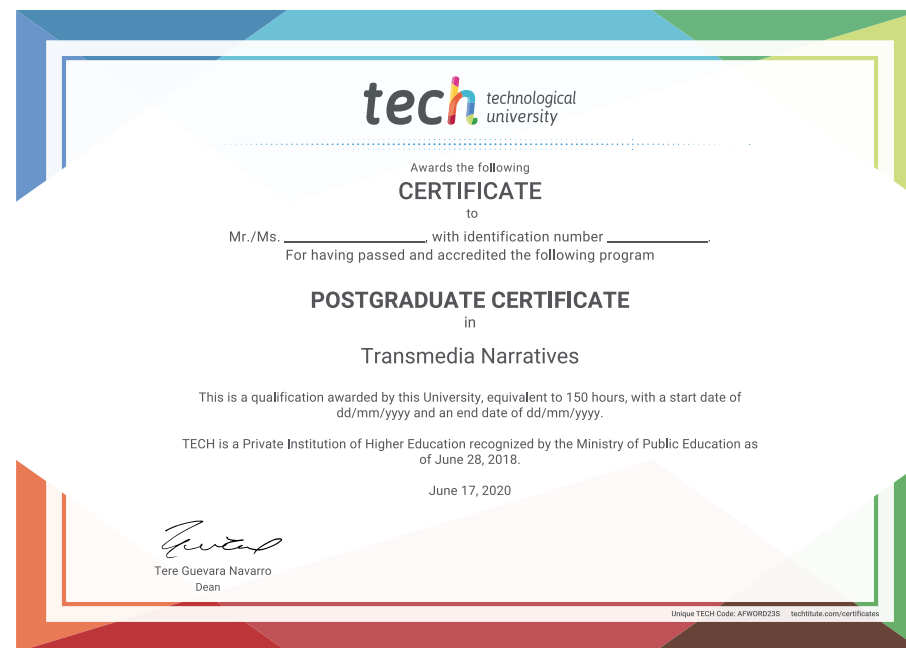 tech technological university
Awards the following
CERTIFICATE
to
Mr./Ms. ____________________, with identification number ______________.
For having passed and accredited the following program
POSTGRADUATE CERTIFICATE
in
Transmedia Narratives
This is a qualification awarded by this University, equivalent to 150 hours, with a start date of
dd/mm/yyyy and an end date of dd/mm/yyyy.
TECH is a Private Institution of Higher Education recognized by the Ministry of Public Education as
of June 28, 2018.
June 17, 2020
Tere Guevara Navarro
Dean
Unique TECH Code: AFWORD23S techtitute.com/certificates